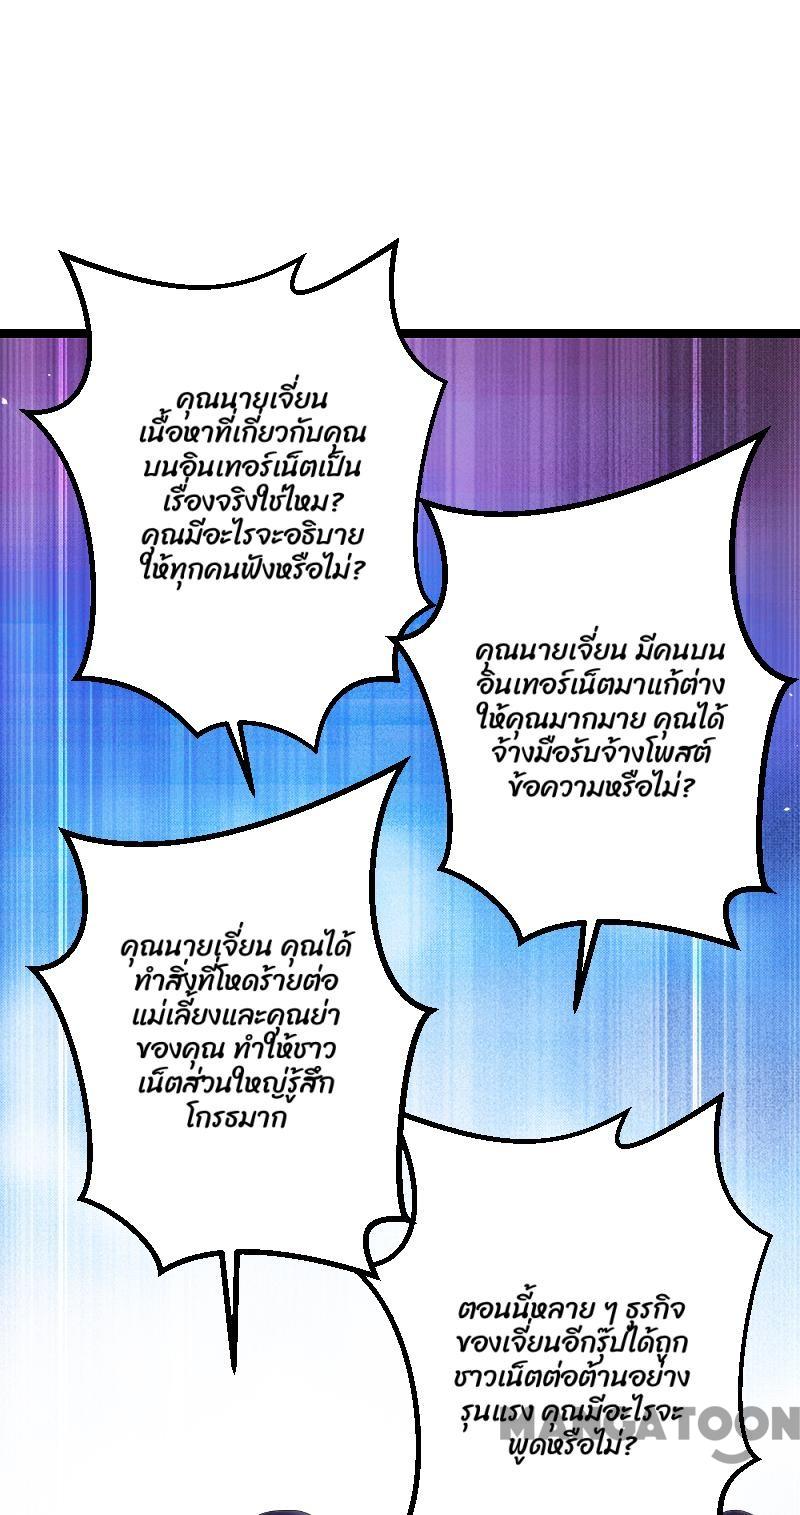 คุณนายเจี่ยน
เนื้อหาที่เกี่ยวกับคุณ
บนอินเทอร์เน็ตเป็น
เรื่องจริงใช่ไหม?
คุณมีอะไรจะอธิบาย
ให้ทุกคนฟังหรือไม่?
คุณนายเจี่ยน มีคนบน
อินเทอร์เน็ตมาแก้ต่าง
ให้คุณมากมาย คุณได้
จ้างมือรับจ้างโพสต์
ข้อความหรือไม่?
คุณนายเจี่ยน คุณได้
ทำสิ่งที่โหดร้ายต่อ
แม่เลี้ยงและคุณย่า
ของคุณ ทำให้ชาว
เน็ตส่วนใหญ่รู้สึก
โกรธมาก
ตอนนี้หลาย ๆ ธุรกิจ
ของเจี่ยนอีกรุ๊ปได้ถูก
ชาวเน็ตต่อต้านอย่าง
รุนแรง คุณมีอะไรจะ
พูดหรือไม่?
MANGATOON